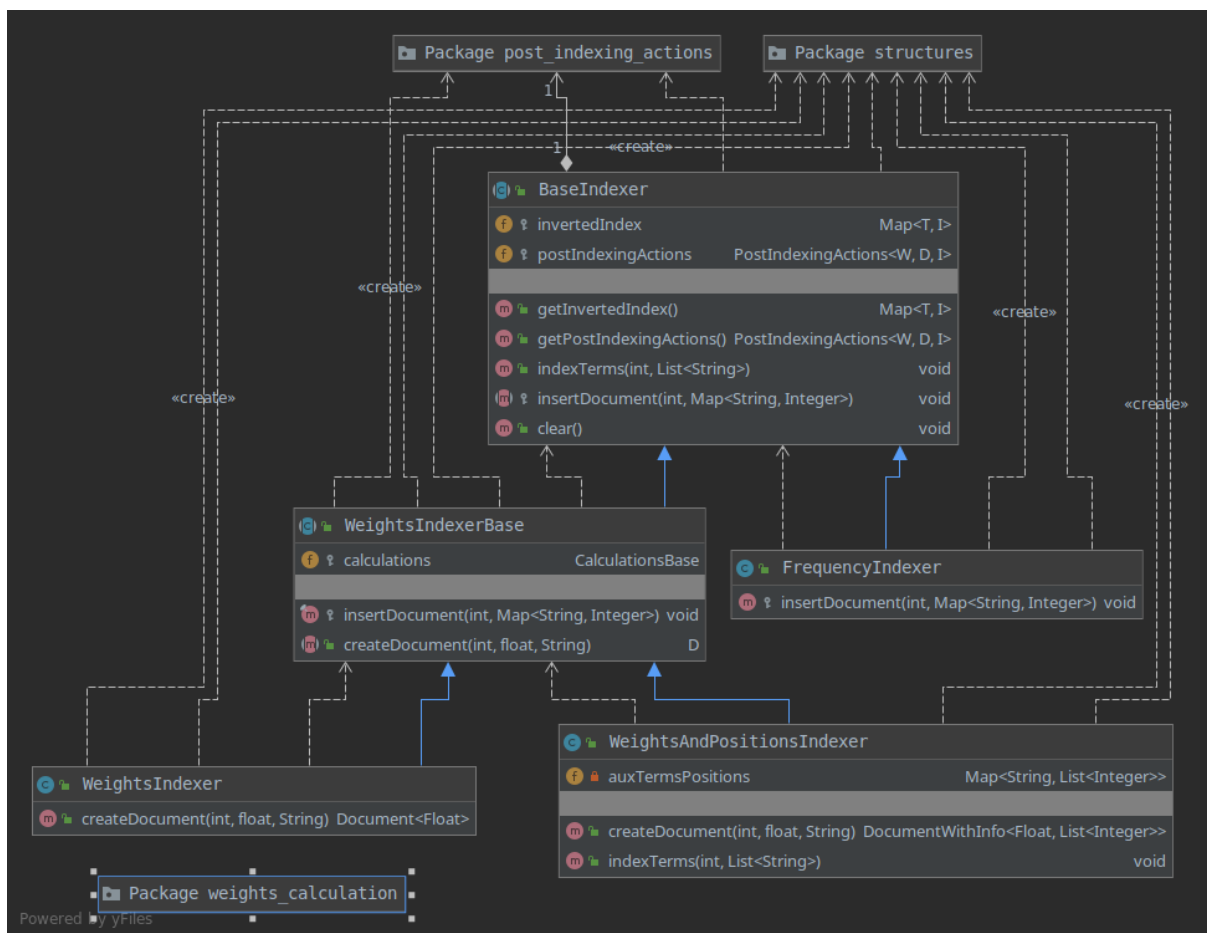 Package post_indexing_actions
Package structures
1
1
«create»
BaseIndexer
invertedIndex Map<T, I>
postIndexingActions PostIndexingActions<W, D, I>
getInvertedIndex() Map<T, I>
getPostIndexingActions() PostIndexingActions<W, D, I>
indexTerms(int, List<String>) void
insertDocument(int, Map<String, Integer>) void
clear() void
«create»
«create»
«create»
«create»
WeightsIndexerBase
calculations CalculationsBase
insertDocument(int, Map<String, Integer>) void
createDocument(int, float, String) D
FrequencyIndexer
insertDocument(int, Map<String, Integer>) void
WeightsIndexer
createDocument(int, float, String) Document<Float>
WeightsAndPositionsIndexer
auxTermsPositions Map<String, List<Integer>>
createDocument(int, float, String) DocumentWithInfo<Float, List<Integer>>
indexTerms(int, List<String>) void
Package weights_calculation
Powered by yFiles